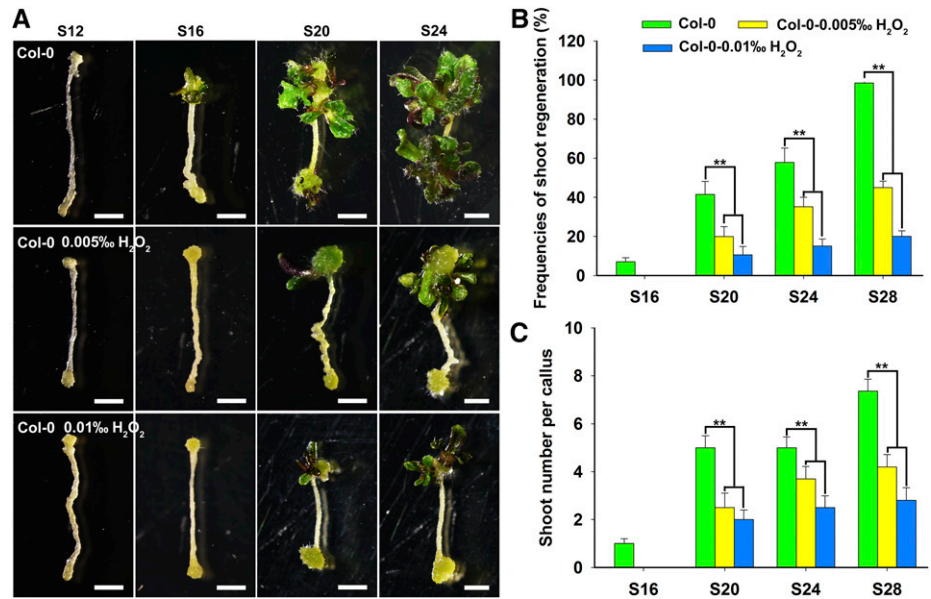 A
S12 S16 S20 S24
Col-0
Col-0 0.005‰ H₂O₂
Col-0 0.01‰ H₂O₂
B
Col-0 Col-0-0.005‰ H₂O₂
Col-0-0.01‰ H₂O₂
Frequencies of shoot regeneration (%)
120
100
80
60
40
20
0
** ** **
S16 S20 S24 S28
C
Shoot number per callus
10
8
6
4
2
0
** ** **
S16 S20 S24 S28